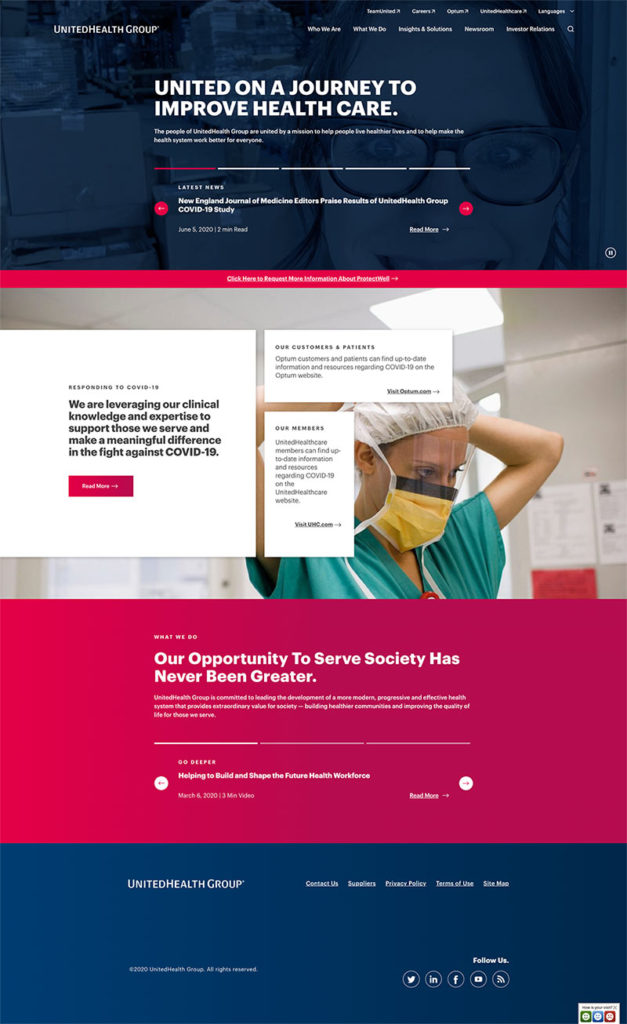 TeamUnited Careers Optum UnitedHealthcare Languages
UNITEDHEALTH GROUP
Who We Are What We Do Insights & Solutions Newsroom Investor Relations
UNITED ON A JOURNEY TO
IMPROVE HEALTH CARE.
The people of UnitedHealth Group are united by a mission to help people live healthier lives and to help make the
health system work better for everyone.
LATEST NEWS
New England Journal of Medicine Editors Praise Results of UnitedHealth Group
COVID-19 Study
June 5, 2020 | 2 min Read
Read More
Click Here to Request More Information About ProtectWell
RESPONDING TO COVID-19
We are leveraging our clinical
knowledge and expertise to
support those we serve and
make a meaningful difference
in the fight against COVID-19.
Read More
OUR CUSTOMERS & PATIENTS
Optum customers and patients can find up-to-date
information and resources regarding COVID-19 on the
Optum website.
Visit Optum.com
OUR MEMBERS
UnitedHealthcare
members can find up-
to-date information
and resources
regarding COVID-19
on the
UnitedHealthcare
website.
Visit UHC.com
WHAT WE DO
Our Opportunity To Serve Society Has
Never Been Greater.
UnitedHealth Group is committed to leading the development of a more modern, progressive and effective health
system that provides extraordinary value for society — building healthier communities and improving the quality of
life for those we serve.
GO DEEPER
Helping to Build and Shape the Future Health Workforce
March 6, 2020 | 3 Min Video
Read More
UNITEDHEALTH GROUP
Contact Us Suppliers Privacy Policy Terms of Use Site Map
Follow Us.
©2020 UnitedHealth Group. All rights reserved.
How is your visit?